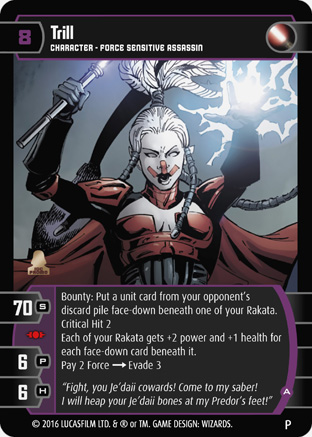 8
Trill
CHARACTER - FORCE SENSITIVE ASSASSIN
70 S
6 P
6 H
Bounty: Put a unit card from your opponent's
discard pile face-down beneath one of your Rakata.
Critical Hit 2
Each of your Rakata gets +2 power and +1 health for
each face-down card beneath it.
Pay 2 Force → Evade 3
"Fight, you Je'daii cowards! Come to my saber!
I will heap your Je'daii bones at my Predor's feet!"
A
© 2016 LUCASFILM LTD. & ® or TM. GAME DESIGN: WIZARDS.
P